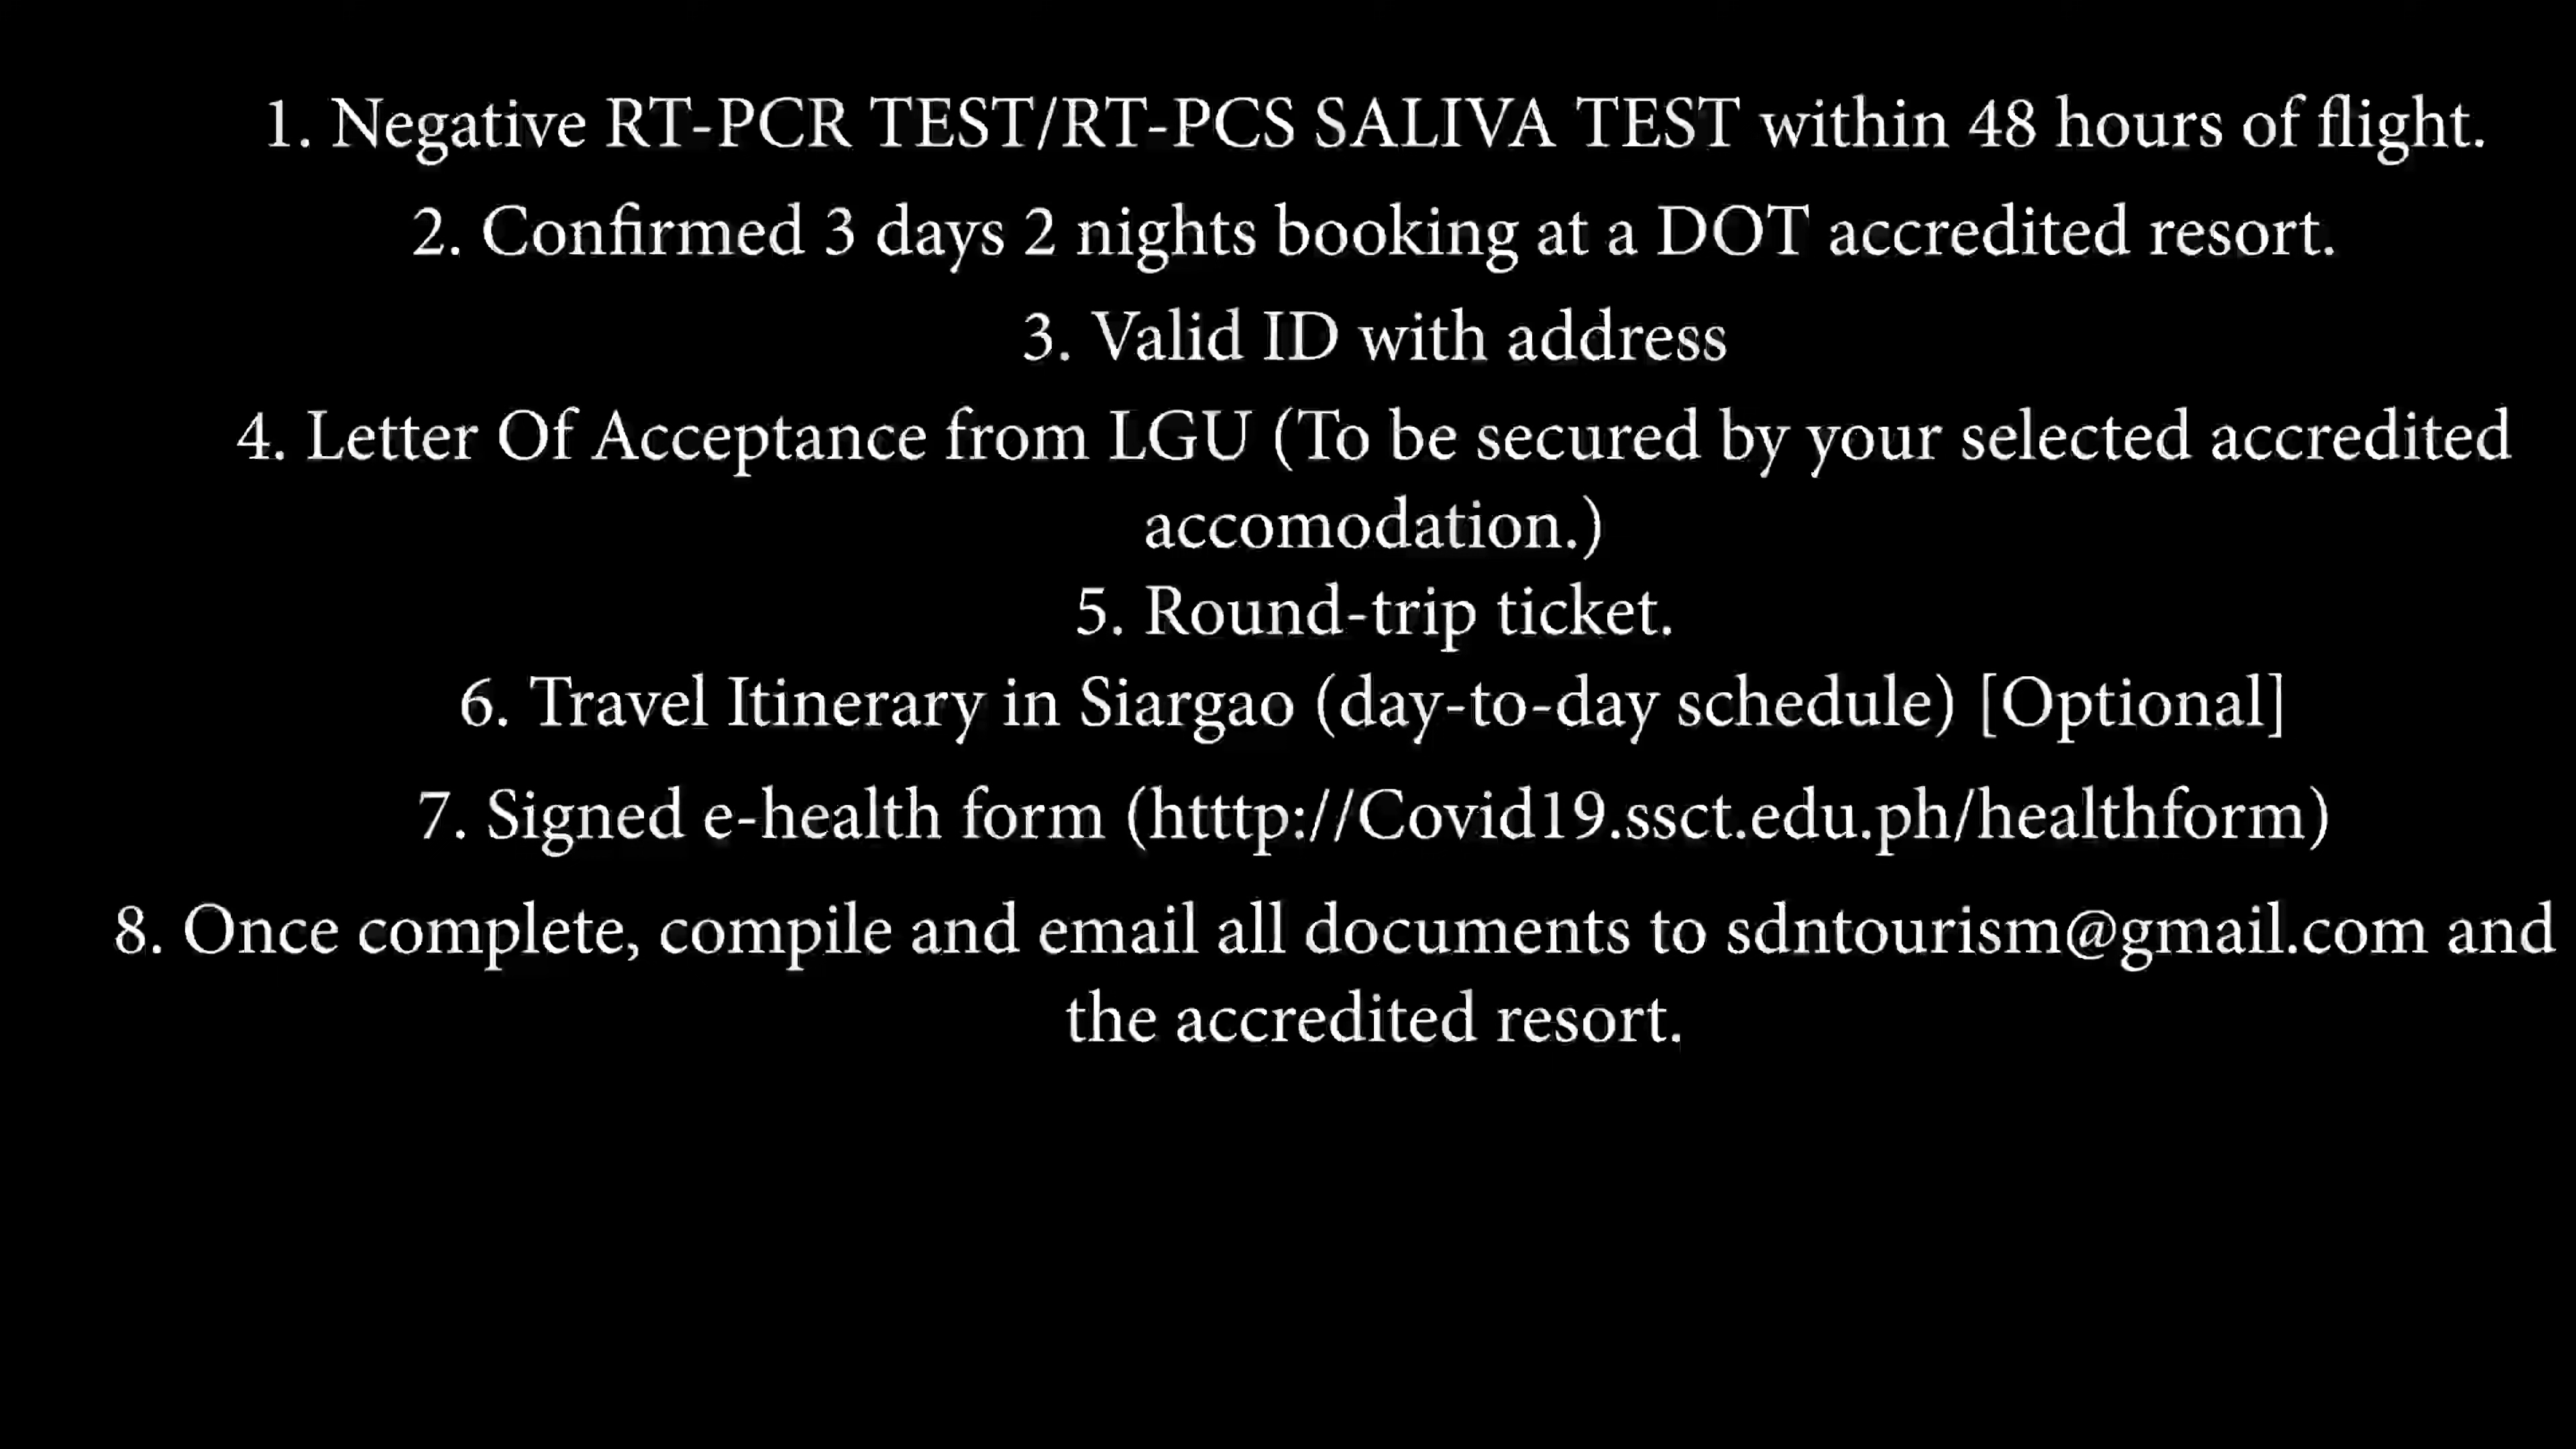 1. Negative RT-PCR TEST/RT-PCS SALIVA TEST within 48 hours of flight.
2. Confirmed 3 days 2 nights booking at a DOT accredited resort.
3. Valid ID with address
4. Letter Of Acceptance from LGU (To be secured by your selected accredited
accomodation.)
5. Round-trip ticket.
6. Travel Itinerary in Siargao (day-to-day schedule) [Optional]
7. Signed e-health form (htttp://Covid19.ssct.edu.ph/healthform)
8. Once complete, compile and email all documents to sdntourism@gmail.com and
the accredited resort.